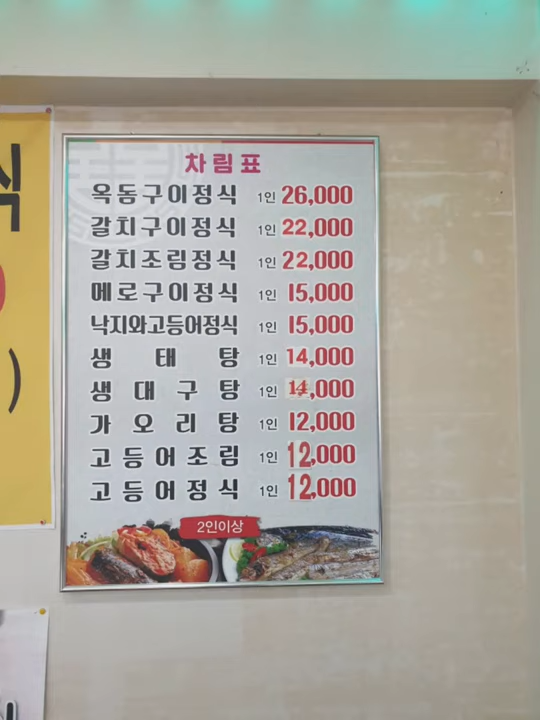 차림표
옥동구이정식 1인 26,000
갈치구이정식 1인 22,000
갈치조림정식 1인 22,000
메로구이정식 1인 15,000
낙지와고등어정식 1인 15,000
생태탕 1인 14,000
생대구탕 1인 14,000
가오리탕 1인 12,000
고등어조림 1인 12,000
고등어정식 1인 12,000
2인이상
식
)